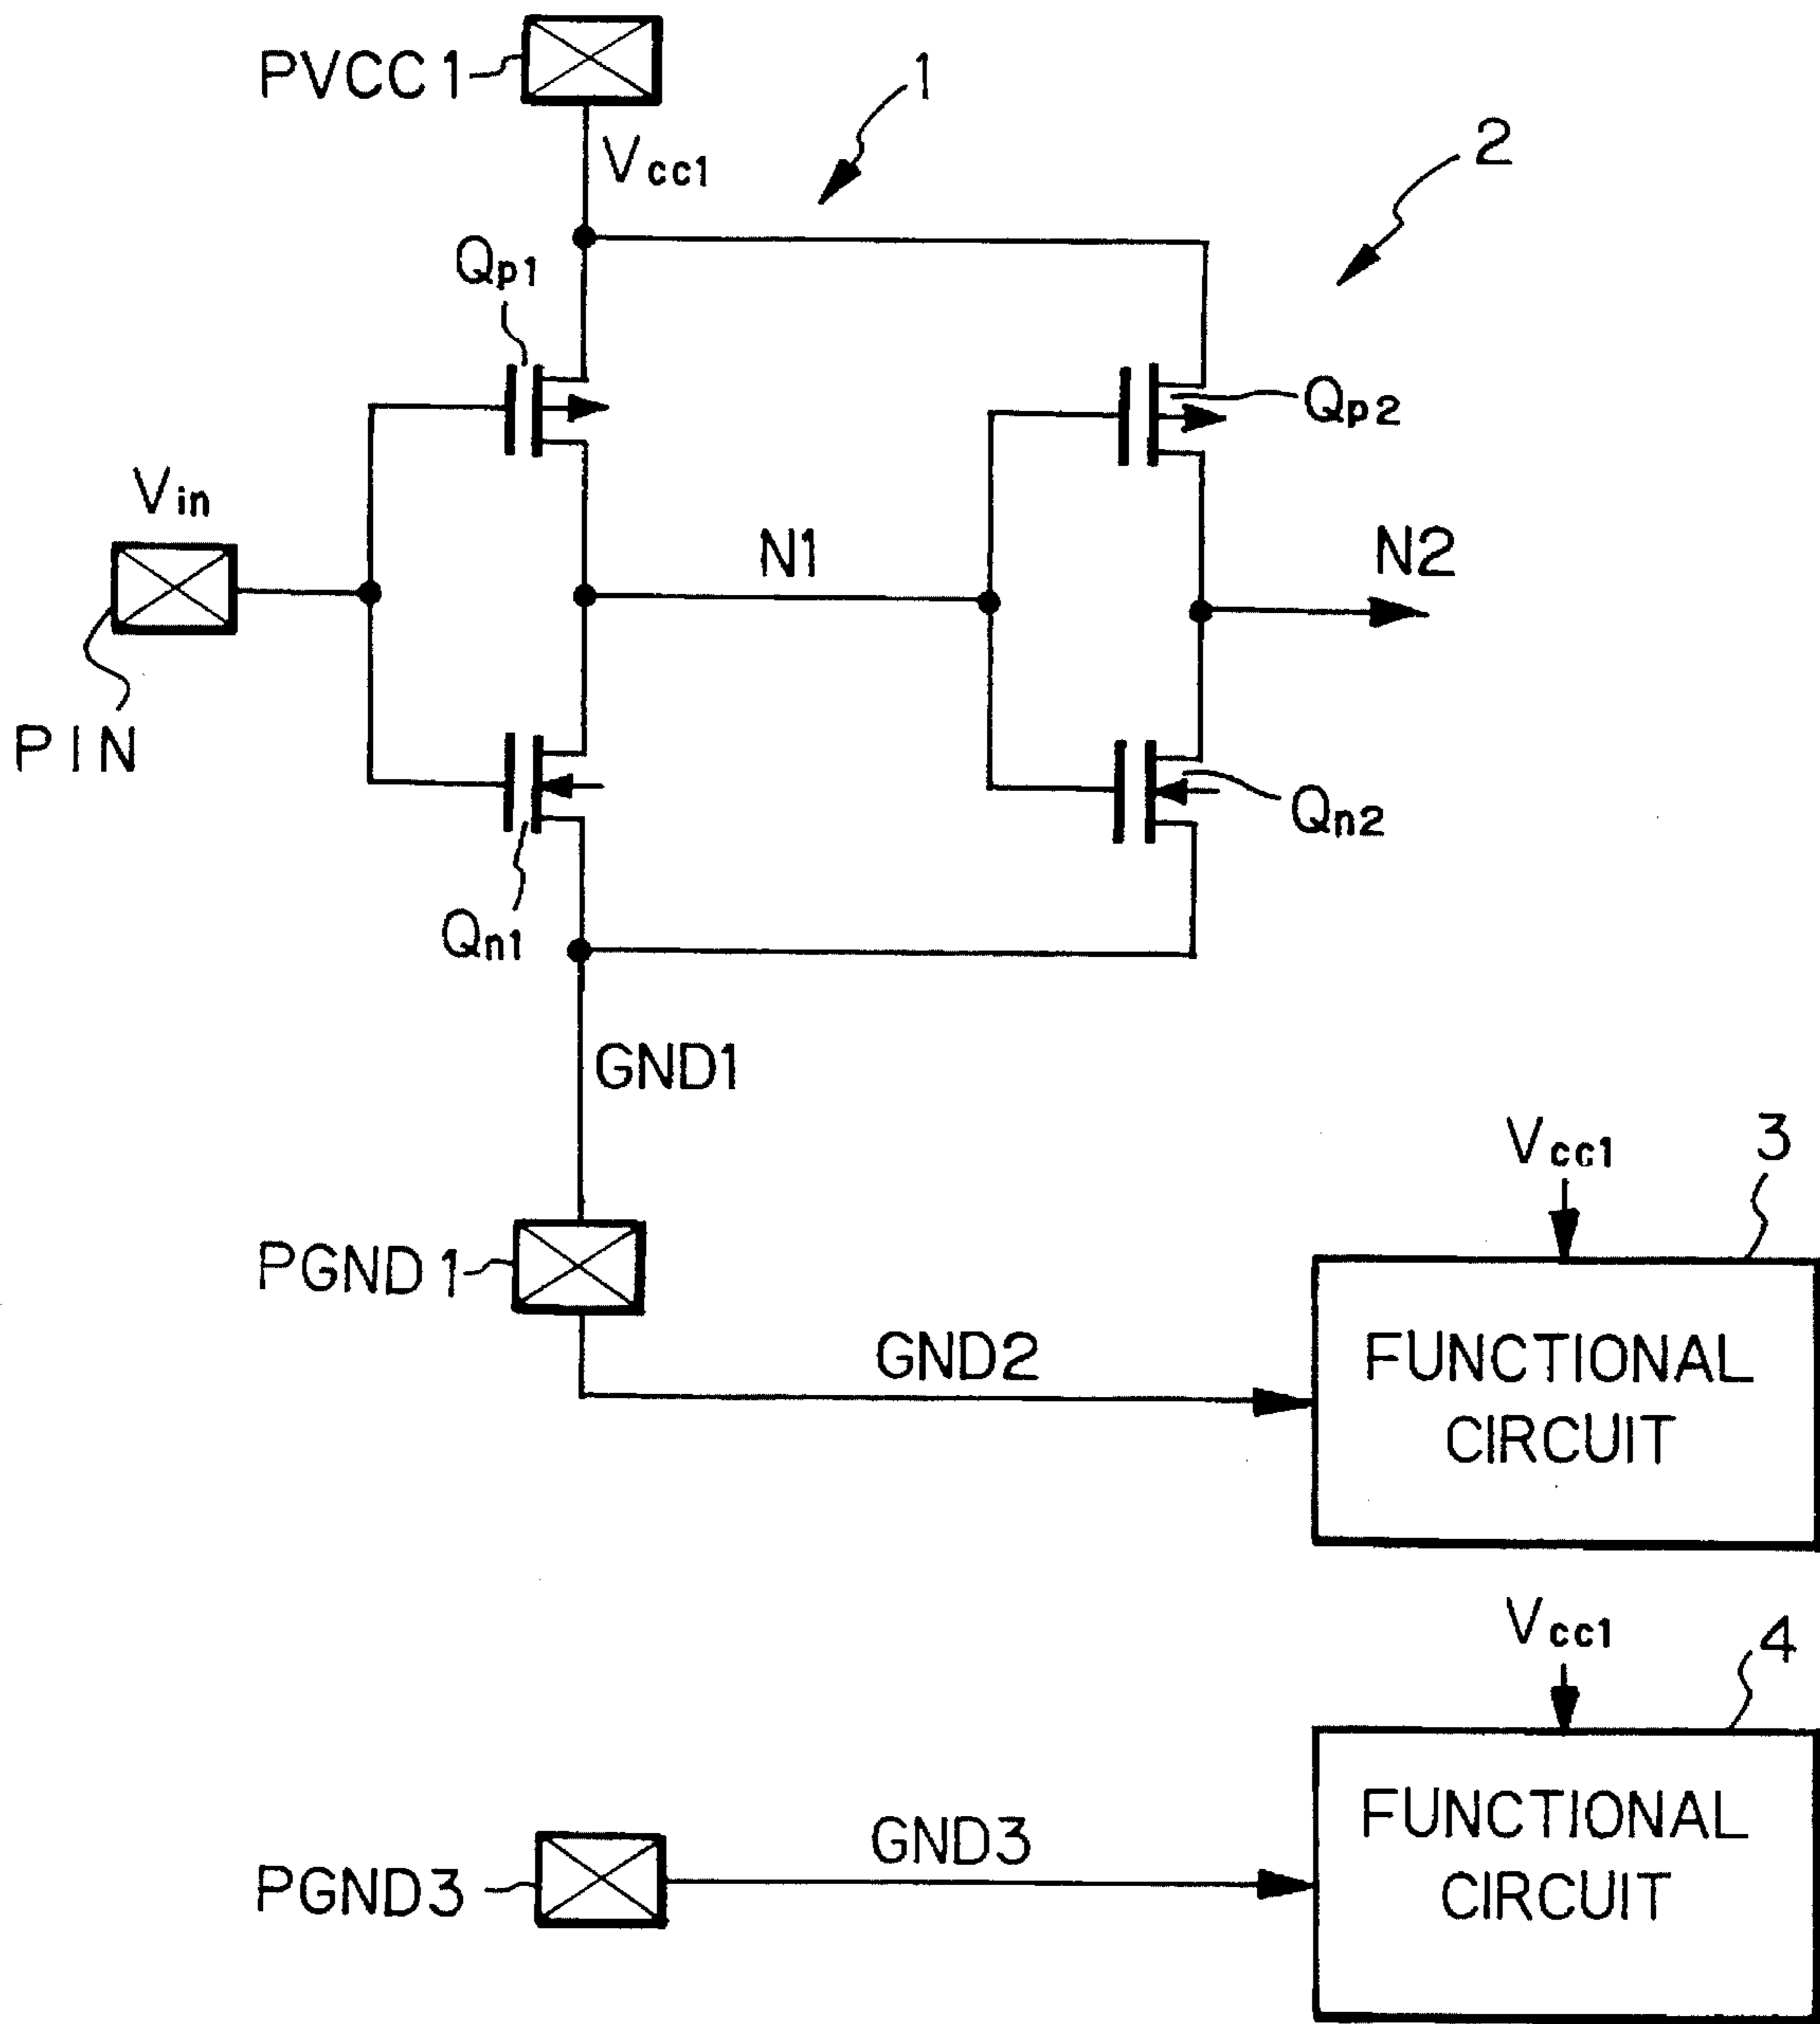 PVCC1
1
Vcc1
2
Qp1
Qp2
Vin
N1
N2
PIN
Qn2
Qn1
GND1
Vcc1
3
PGND1
GND2
FUNCTIONAL
CIRCUIT
Vcc1
4
GND3
FUNCTIONAL
CIRCUIT
PGND3